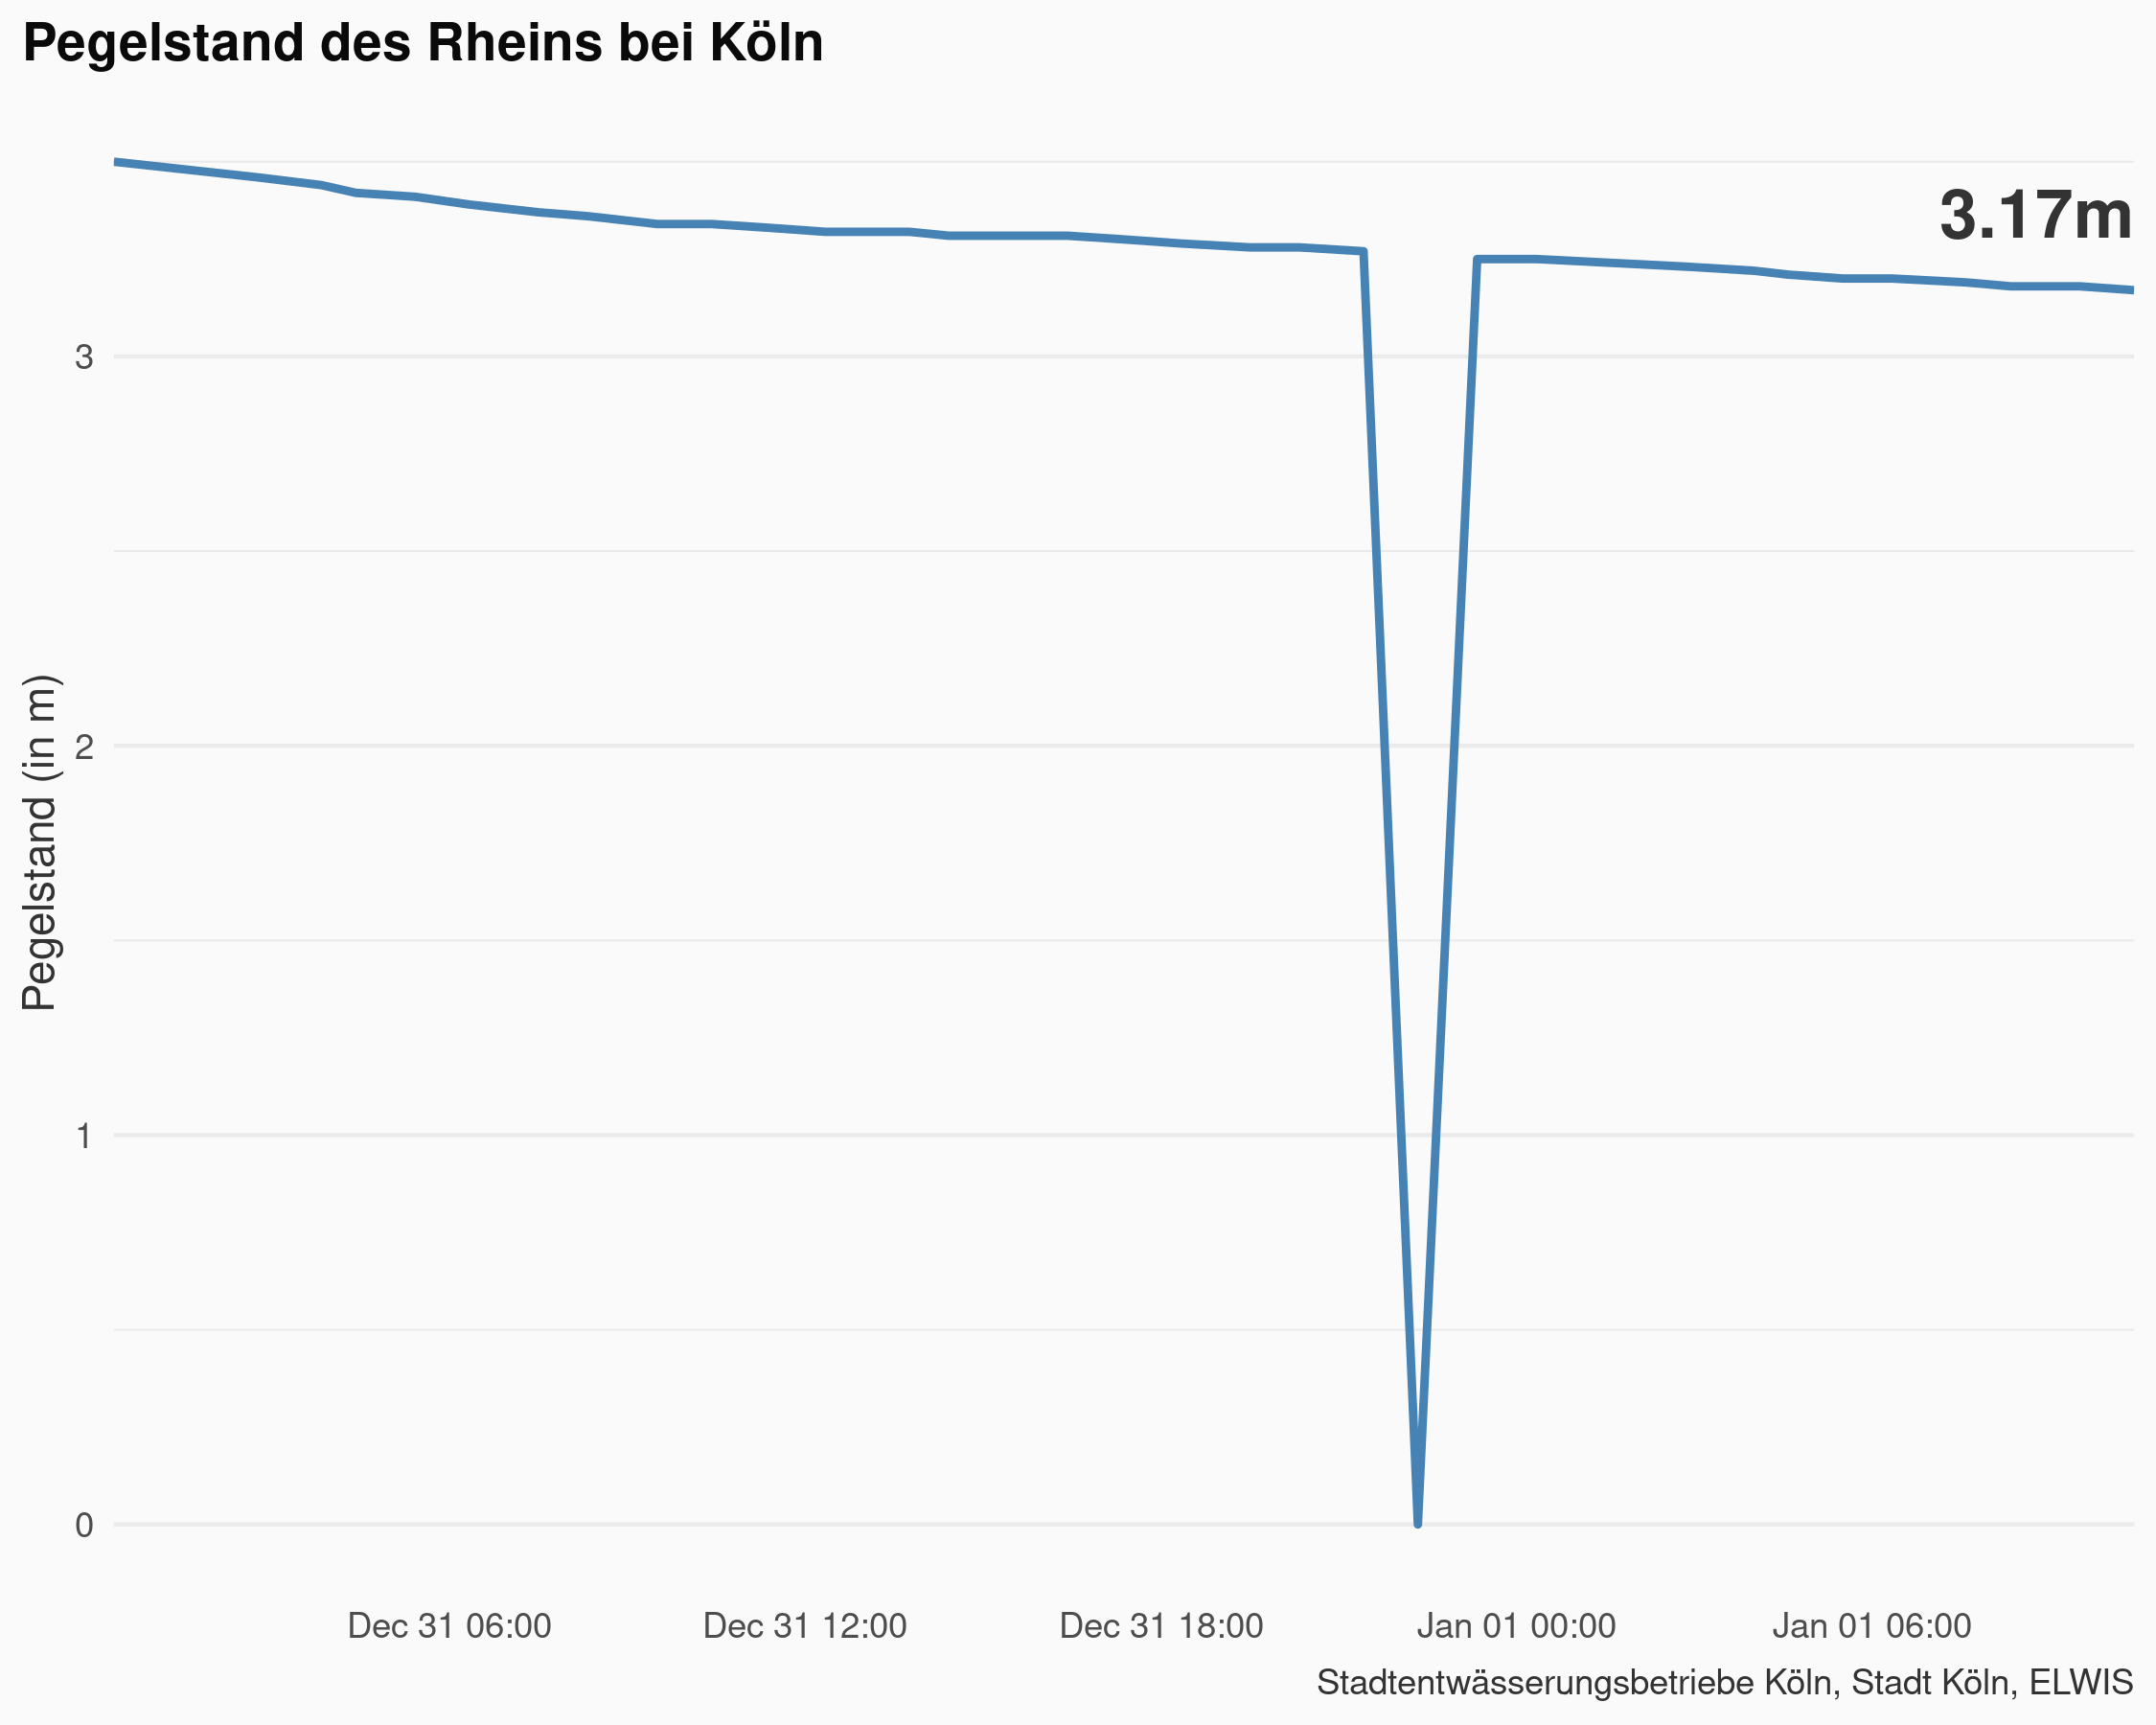 Pegelstand des Rheins bei Köln
3.17m
Pegelstand (in m)
3
2
1
0
Dec 31 06:00
Dec 31 12:00
Dec 31 18:00
Jan 01 00:00
Jan 01 06:00
Stadtentwässerungsbetriebe Köln, Stadt Köln, ELWIS